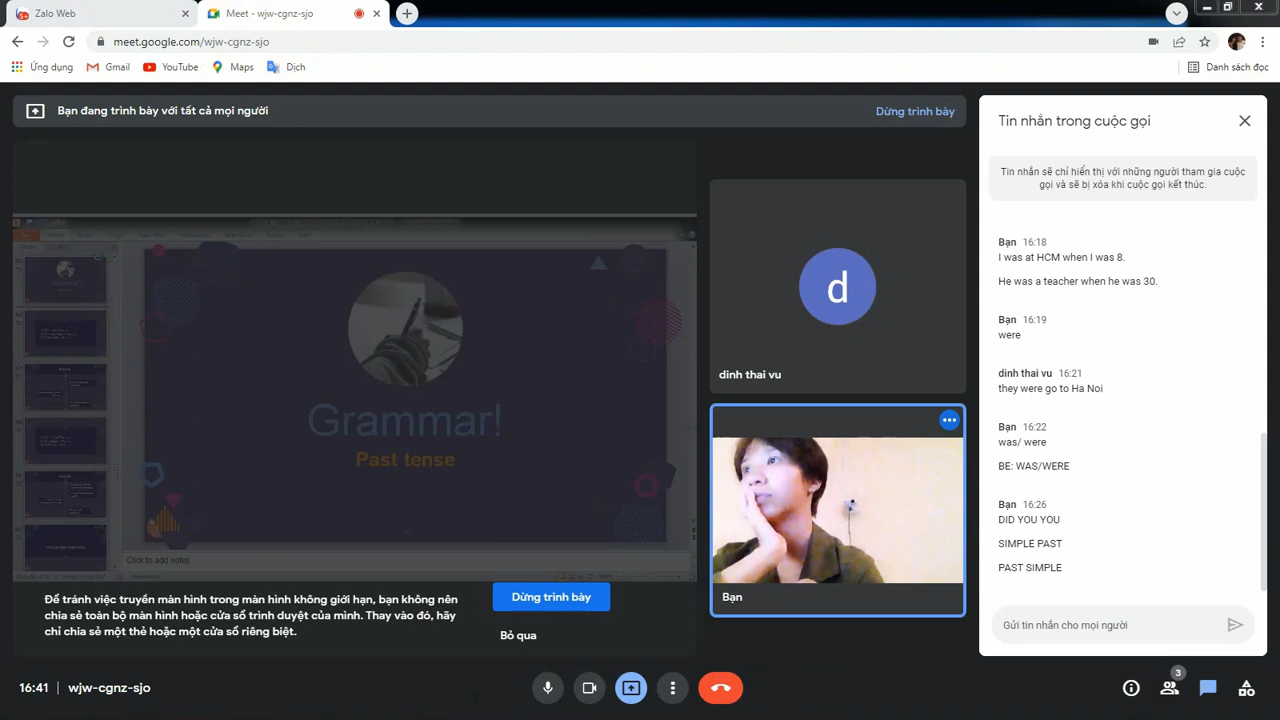 Zalo Web
Meet - wjw-cgnz-sjo
meet.google.com/wjw-cgnz-sjo
Ứng dụng
Gmail
YouTube
Maps
Dịch
Danh sách đọc
Bạn đang trình bày với tất cả mọi người
Dừng trình bày
Grammar!
Past tense
Click to add notes
Để tránh việc truyền màn hình trong màn hình không giới hạn, bạn không nên
chia sẻ toàn bộ màn hình hoặc cửa sổ trình duyệt của mình. Thay vào đó, hãy
chỉ chia sẻ một thẻ hoặc một cửa sổ riêng biệt.
Dừng trình bày
Bỏ qua
d
dinh thai vu
Bạn
Tin nhắn trong cuộc gọi
Tin nhắn sẽ chỉ hiển thị với những người tham gia cuộc
gọi và sẽ bị xóa khi cuộc gọi kết thúc.
Bạn 16:18
I was at HCM when I was 8.
He was a teacher when he was 30.
Bạn 16:19
were
dinh thai vu 16:21
they were go to Ha Noi
Bạn 16:22
was/ were
BE: WAS/WERE
Bạn 16:26
DID YOU YOU
SIMPLE PAST
PAST SIMPLE
Gửi tin nhắn cho mọi người
16:41 | wjw-cgnz-sjo
3